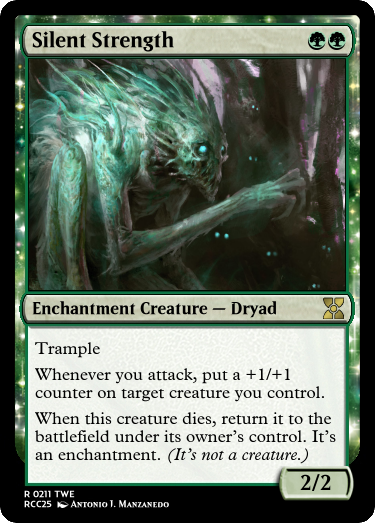 Silent Strength
Enchantment Creature — Dryad
Trample
Whenever you attack, put a +1/+1
counter on target creature you control.
When this creature dies, return it to the
battlefield under its owner's control. It's
an enchantment. (It's not a creature.)
2/2
R 0211 TWE
RCC25 Antonio J. Manzanedo